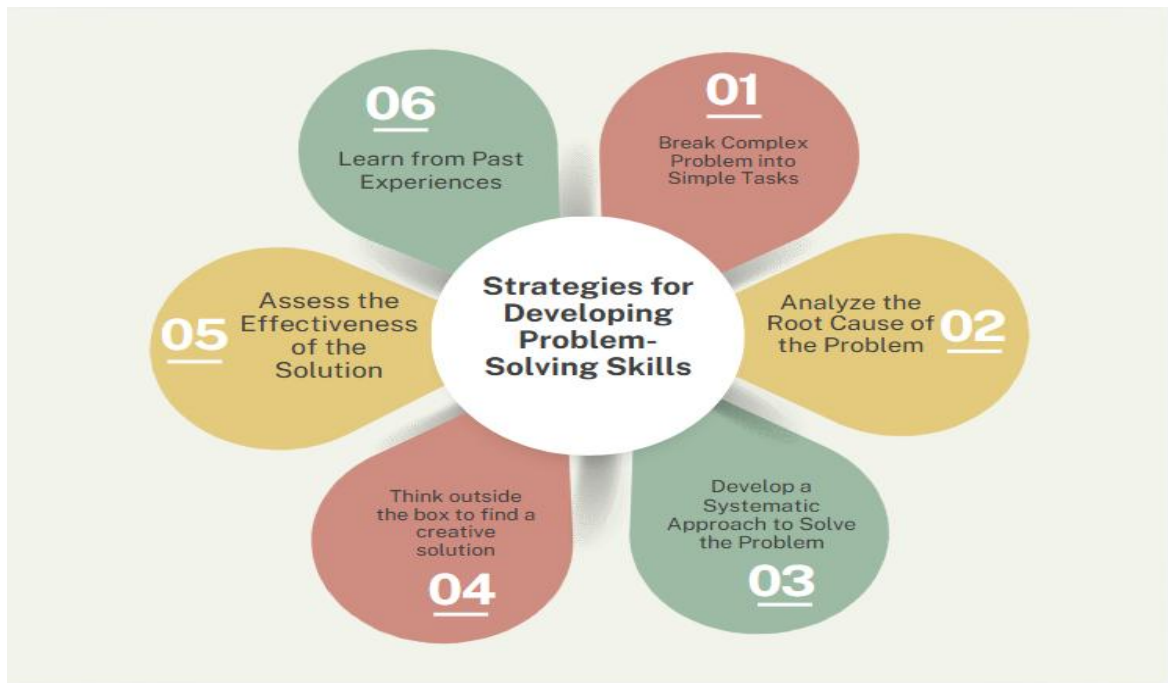 Strategies for
Developing
Problem-
Solving Skills
01
Break Complex
Problem into
Simple Tasks
Analyze the
Root Cause of
the Problem
02
Develop a
Systematic
Approach to Solve
the Problem
03
Think outside
the box to find a
creative
solution
04
05
Assess the
Effectiveness
of the
Solution
06
Learn from Past
Experiences